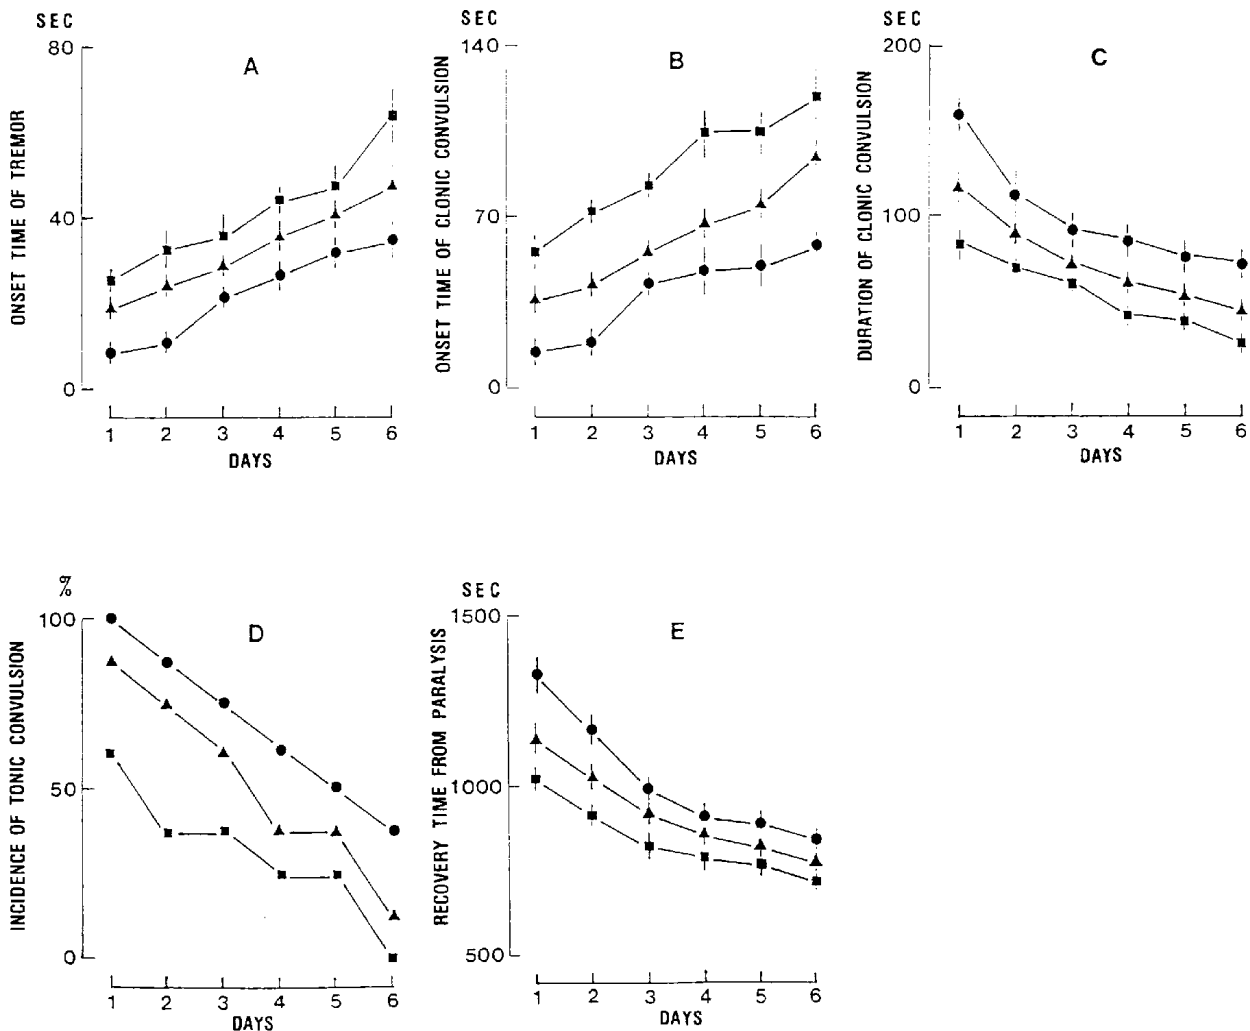 SEC
80
40
0
A
ONSET TIME OF TREMOR
1 2 3 4 5 6
DAYS
SEC
140
70
0
B
ONSET TIME OF CLONIC CONVULSION
1 2 3 4 5 6
DAYS
SEC
200
100
0
C
DURATION OF CLONIC CONVULSION
1 2 3 4 5 6
DAYS
%
100
50
0
D
INCIDENCE OF TONIC CONVULSION
1 2 3 4 5 6
DAYS
SEC
1500
1000
500
E
RECOVERY TIME FROM PARALYSIS
1 2 3 4 5 6
DAYS